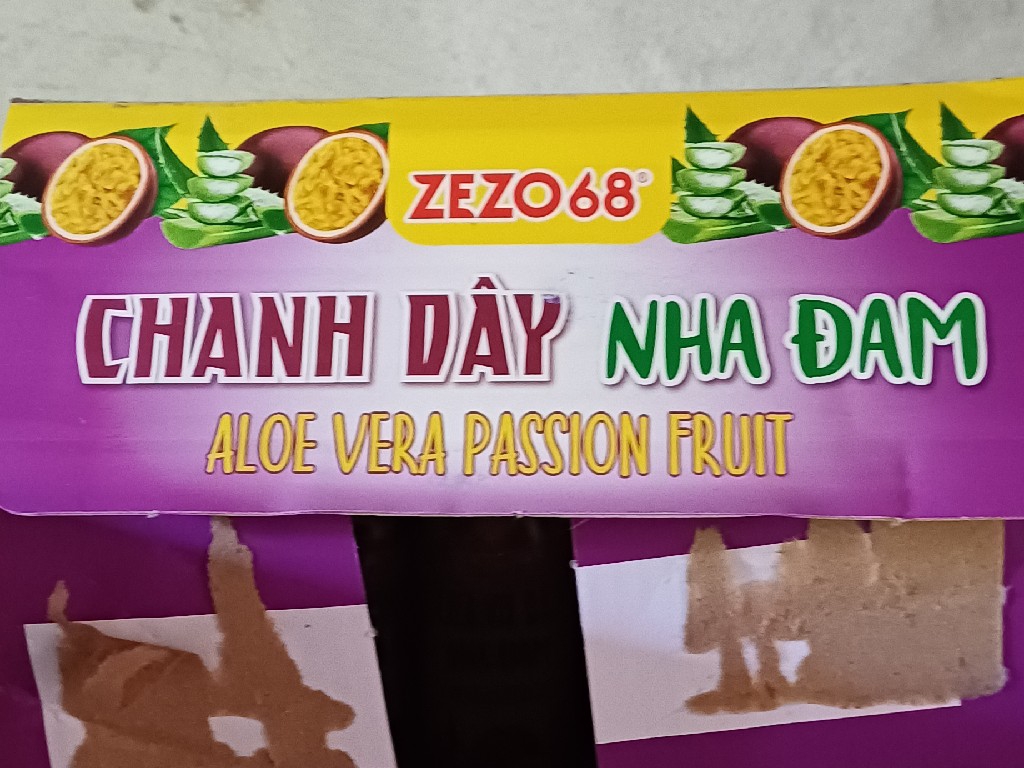 ZEZO68®
CHANH DÂY NHA ĐAM
ALOE VERA PASSION FRUIT